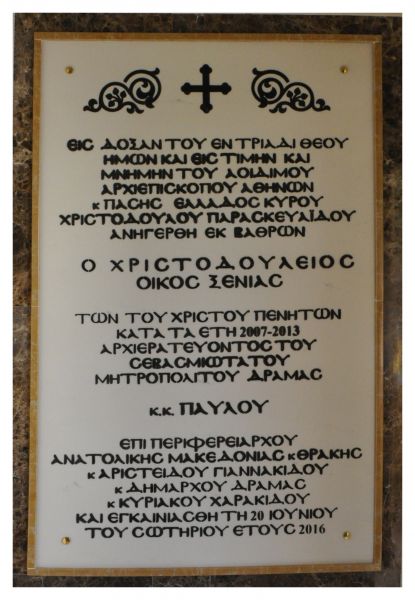 ΕΙΣ ΔΟΞΑΝ ΤΟΥ ΕΝ ΤΡΙΑΔΙ ΘΕΟΥ
ΗΜΩΝ ΚΑΙ ΕΙΣ ΤΙΜΗΝ ΚΑΙ
ΜΝΗΜΗΝ ΤΟΥ ΑΟΙΔΙΜΟΥ
ΑΡΧΙΕΠΙΣΚΟΠΟΥ ΑΘΗΝΩΝ
κ ΠΑΣΗΣ ΕΛΛΑΔΟΣ ΚΥΡΟΥ
ΧΡΙΣΤΟΔΟΥΛΟΥ ΠΑΡΑΣΚΕΥΑΪΔΟΥ
ΑΝΗΓΕΡΘΗ ΕΚ ΒΑΘΡΩΝ
Ο ΧΡΙΣΤΟΔΟΥΛΕΙΟΣ
ΟΙΚΟΣ ΞΕΝΙΑΣ
ΤΩΝ ΤΟΥ ΧΡΙΣΤΟΥ ΠΕΝΗΤΩΝ
ΚΑΤΑ ΤΑ ΕΤΗ 2007-2013
ΑΡΧΙΕΡΑΤΕΥΟΝΤΟΣ ΤΟΥ
ΣΕΒΑΣΜΙΩΤΑΤΟΥ
ΜΗΤΡΟΠΟΛΙΤΟΥ ΔΡΑΜΑΣ
κ.κ. ΠΑΥΛΟΥ
ΕΠΙ ΠΕΡΙΦΕΡΕΙΑΡΧΟΥ
ΑΝΑΤΟΛΙΚΗΣ ΜΑΚΕΔΟΝΙΑΣ κ ΘΡΑΚΗΣ
κ ΑΡΙΣΤΕΙΔΟΥ ΓΙΑΝΝΑΚΙΔΟΥ
κ ΔΗΜΑΡΧΟΥ ΔΡΑΜΑΣ
κ ΚΥΡΙΑΚΟΥ ΧΑΡΑΚΙΔΟΥ
ΚΑΙ ΕΓΚΑΙΝΙΑΣΘΗ ΤΗ 20 ΙΟΥΝΙΟΥ
ΤΟΥ ΣΩΤΗΡΙΟΥ ΕΤΟΥΣ 2016